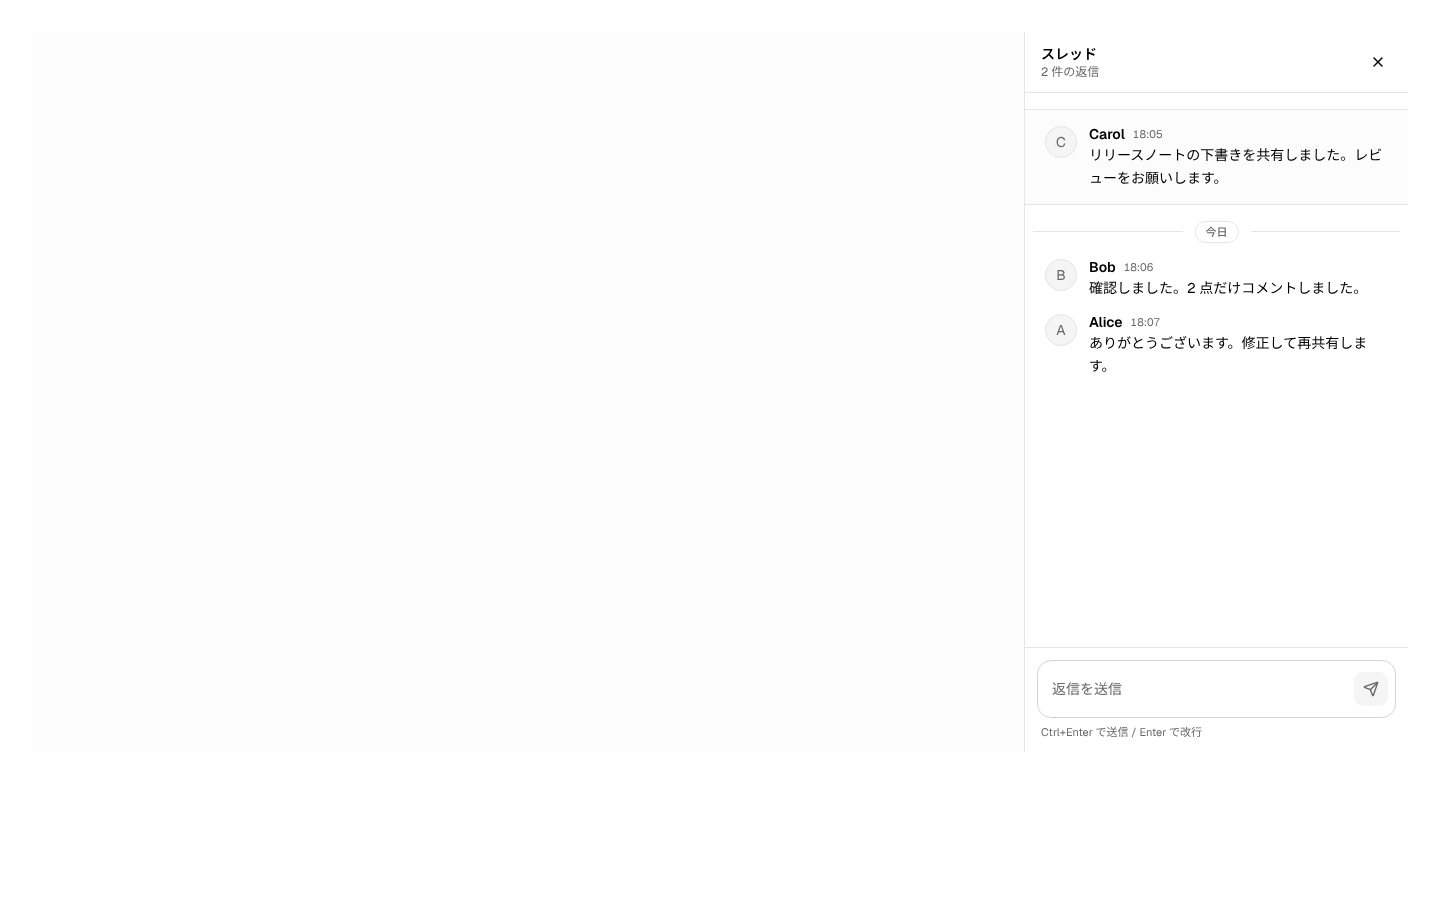 スレッド
2 件の返信
C
Carol 18:05
リリースノートの下書きを共有しました。レビ
ューをお願いします。
今日
B
Bob 18:06
確認しました。2 点だけコメントしました。
A
Alice 18:07
ありがとうございます。修正して再共有しま
す。
返信を送信
Ctrl+Enter で送信 / Enter で改行